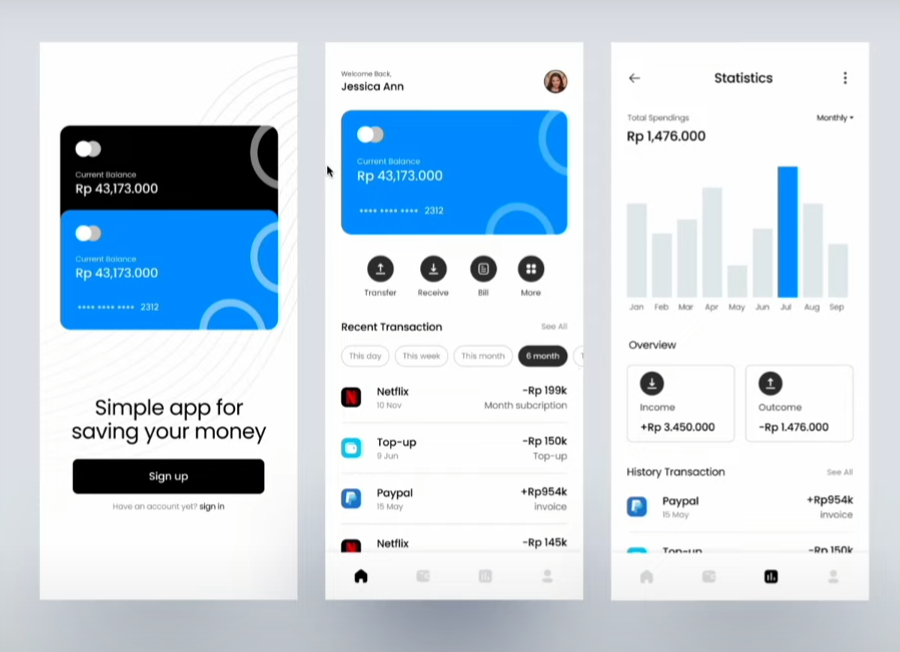 Current Balance
Rp 43,173.000
Current Balance
Rp 43,173.000
•••• •••• •••• 2312
Simple app for
saving your money
Sign up
Have an account yet? sign in
Welcome Back,
Jessica Ann
Current Balance
Rp 43,173.000
•••• •••• •••• 2312
Transfer Receive Bill More
Recent Transaction See All
This day This week This month 6 month
Netflix -Rp 199k
10 Nov Month subcription
Top-up -Rp 150k
9 Jun Top-up
Paypal +Rp954k
15 May invoice
Netflix -Rp 145k
Statistics
Total Spendings Monthly
Rp 1,476.000
Jan Feb Mar Apr May Jun Jul Aug Sep
Overview
Income Outcome
+Rp 3.450.000 -Rp 1.476.000
History Transaction See All
Paypal +Rp954k
15 May invoice
Top-up -Rp 150k